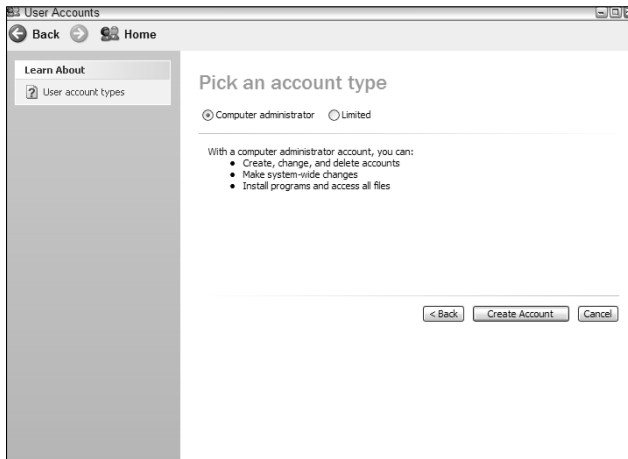 User Accounts
Back Home
Learn About
User account types
Pick an account type
Computer administrator Limited
With a computer administrator account, you can:
• Create, change, and delete accounts
• Make system-wide changes
• Install programs and access all files
< Back Create Account Cancel